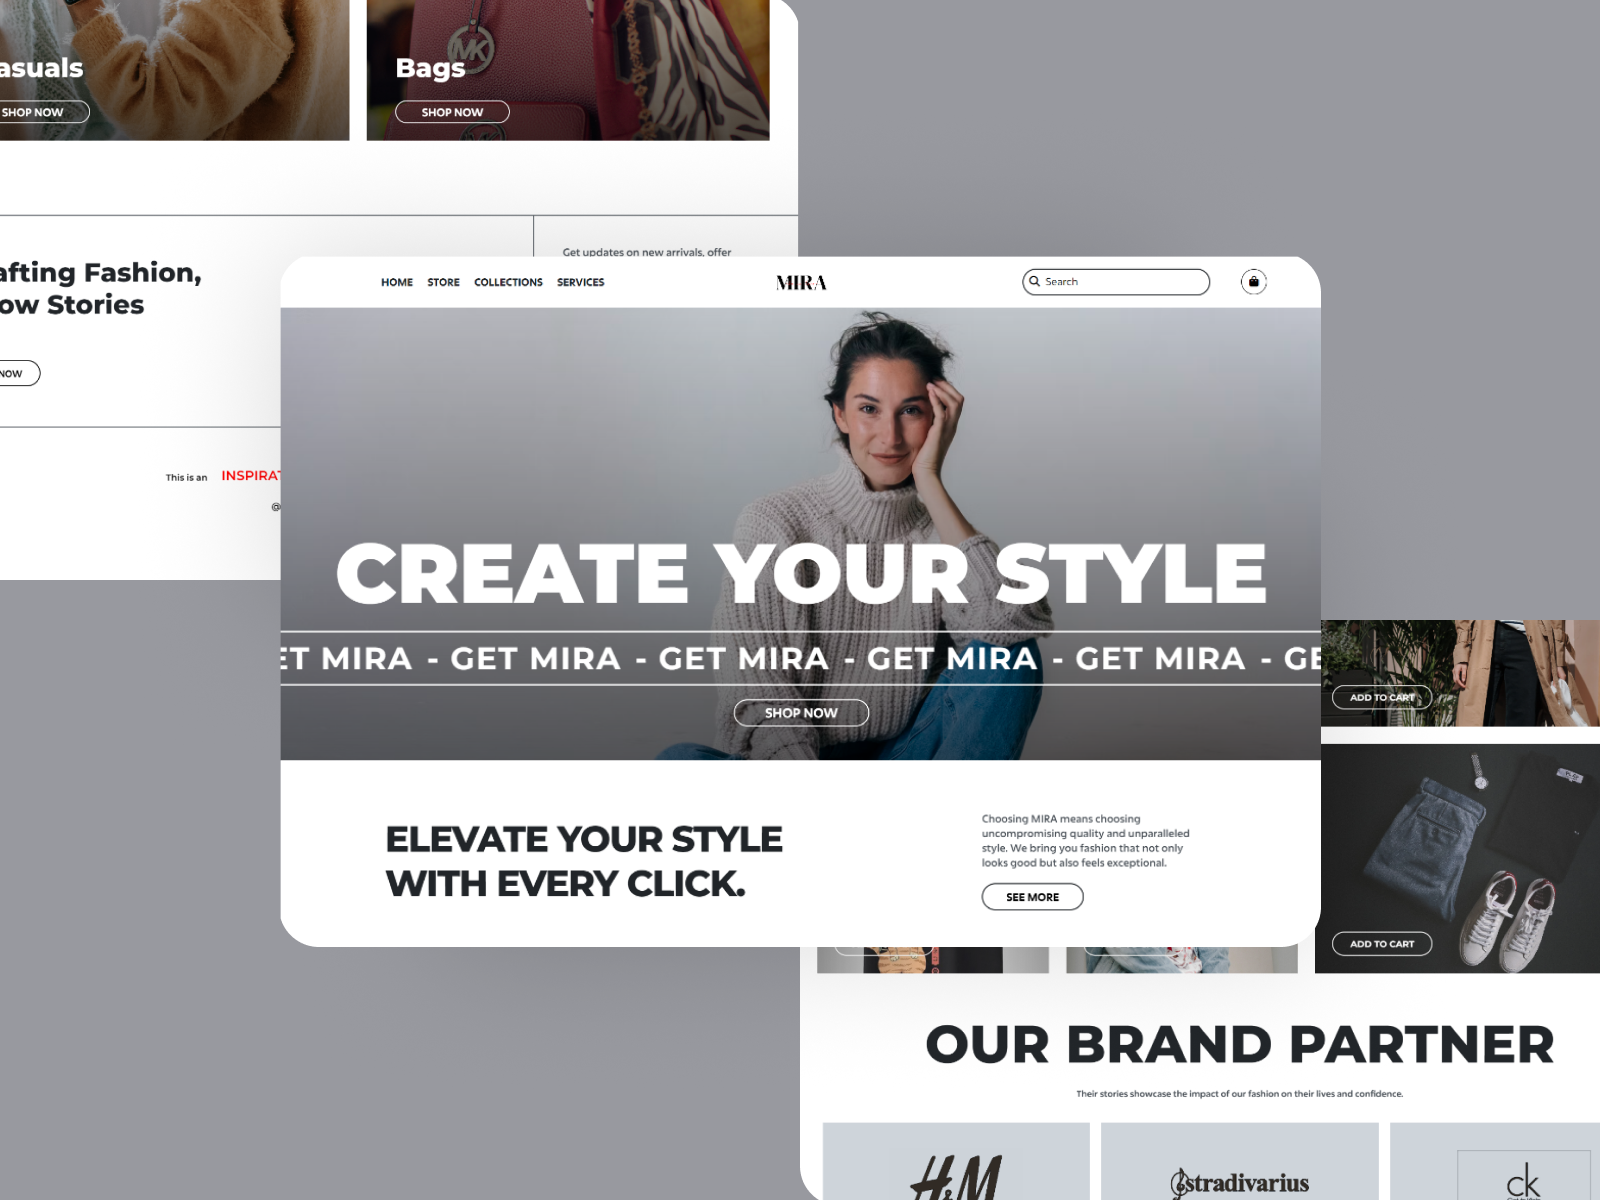 asuals
SHOP NOW
Bags
SHOP NOW
MK
afting Fashion,
ow Stories
NOW
Get updates on new arrivals, offer
This is an INSPIRAT
@
HOME STORE COLLECTIONS SERVICES
MIRA
Search
CREATE YOUR STYLE
ET MIRA - GET MIRA - GET MIRA - GET MIRA - GET MIRA - GE
SHOP NOW
ELEVATE YOUR STYLE
WITH EVERY CLICK.
Choosing MIRA means choosing
uncompromising quality and unparalleled
style. We bring you fashion that not only
looks good but also feels exceptional.
SEE MORE
ADD TO CART
ADD TO CART
OUR BRAND PARTNER
Their stories showcase the impact of our fashion on their lives and confidence.
H&M
stradivarius
ck